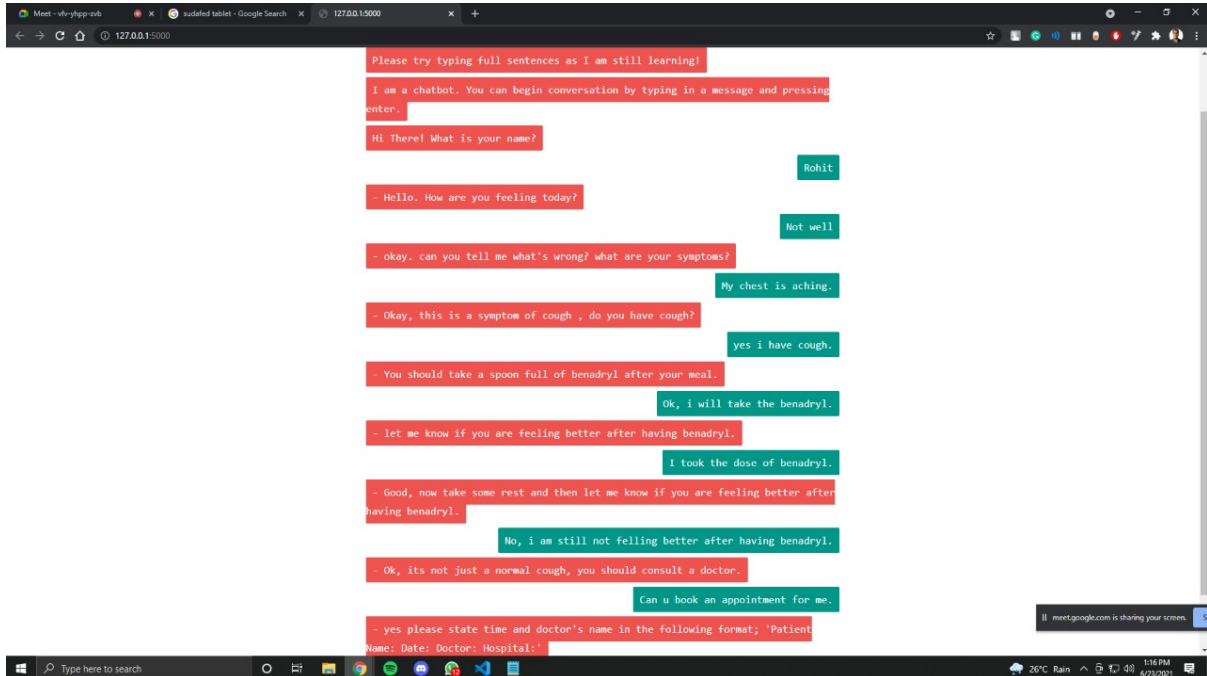 Meet - vfv-yhpp-zvb
sudafed tablet - Google Search
127.0.0.1:5000
127.0.0.1:5000
Please try typing full sentences as I am still learning!
I am a chatbot. You can begin conversation by typing in a message and pressing
enter.
Hi There! What is your name?
Rohit
- Hello. How are you feeling today?
Not well
- okay. can you tell me what's wrong? what are your symptoms?
My chest is aching.
- Okay, this is a symptom of cough , do you have cough?
yes i have cough.
- You should take a spoon full of benadryl after your meal.
Ok, i will take the benadryl.
- let me know if you are feeling better after having benadryl.
I took the dose of benadryl.
- Good, now take some rest and then let me know if you are feeling better after
having benadryl.
No, i am still not felling better after having benadryl.
- Ok, its not just a normal cough, you should consult a doctor.
Can u book an appointment for me.
- yes please state time and doctor's name in the following format; 'Patient
Name: Date: Doctor: Hospital:'
meet.google.com is sharing your screen.
Type here to search
26°C Rain
1:16 PM
6/23/2021